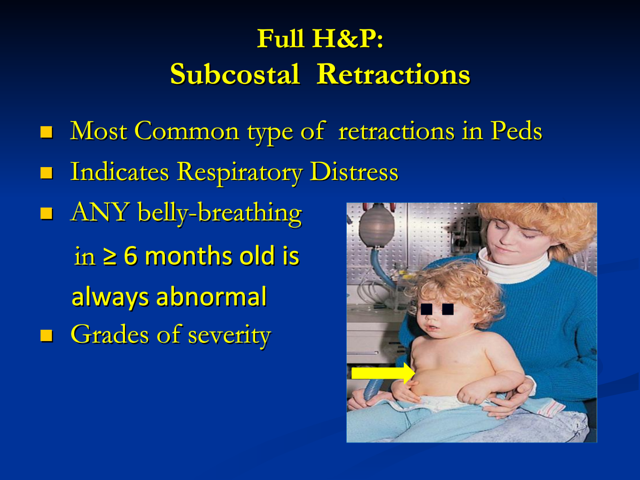 Full H&P:
Subcostal Retractions
Most Common type of retractions in Peds
Indicates Respiratory Distress
ANY belly-breathing
in ≥ 6 months old is
always abnormal
Grades of severity